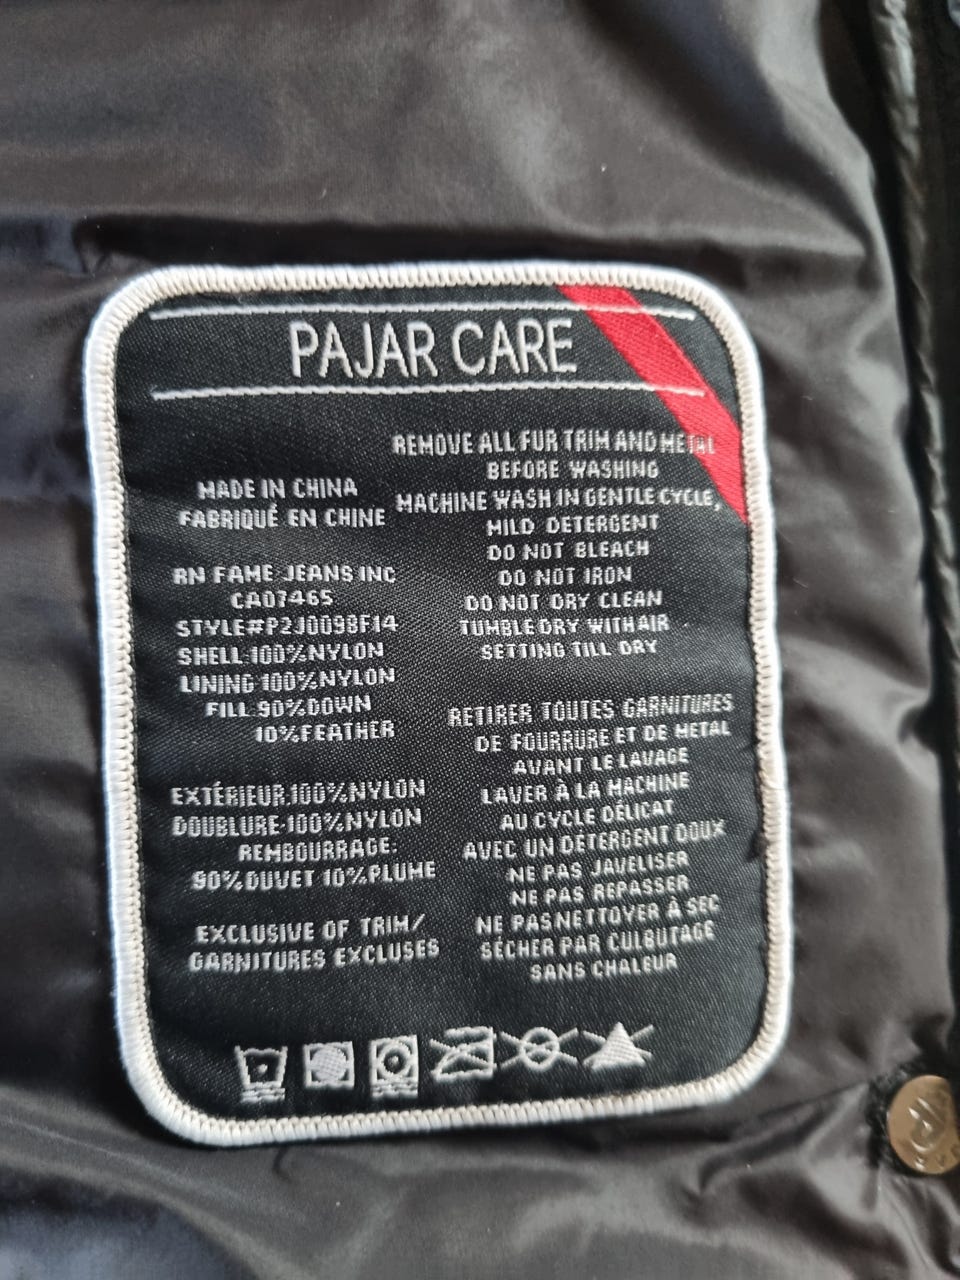 PAJAR CARE
MADE IN CHINA
FABRIQUÉ EN CHINE
RN FAME JEANS INC
CA07465
STYLE#P2J0098F14
SHELL:100%NYLON
LINING:100%NYLON
FILL:90%DOWN
10%FEATHER
EXTÉRIEUR:100%NYLON
DOUBLURE:100%NYLON
REMBOURRAGE:
90%DUVET 10%PLUME
EXCLUSIVE OF TRIM/
GARNITURES EXCLUSES
REMOVE ALL FUR TRIM AND METAL
BEFORE WASHING
MACHINE WASH IN GENTLE CYCLE,
MILD DETERGENT
DO NOT BLEACH
DO NOT IRON
DO NOT DRY CLEAN
TUMBLE DRY WITH AIR
SETTING TILL DRY
RETIRER TOUTES GARNITURES
DE FOURRURE ET DE METAL
AVANT LE LAVAGE
LAVER À LA MACHINE
AU CYCLE DÉLICAT
AVEC UN DÉTERGENT DOUX
NE PAS JAVELISER
NE PAS REPASSER
NE PAS NETTOYER À SEC
SÉCHER PAR CULBUTAGE
SANS CHALEUR